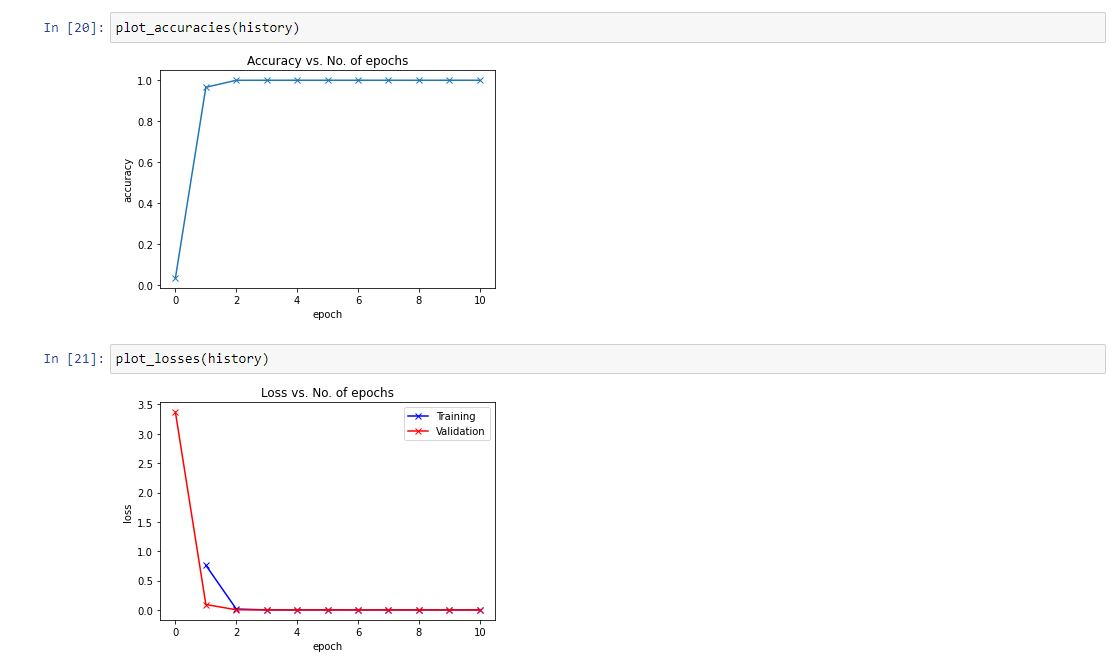 In [20]: plot_accuracies(history)
Accuracy vs. No. of epochs
1.0
0.8
0.6
0.4
0.2
0.0
accuracy
0 2 4 6 8 10
epoch
In [21]: plot_losses(history)
Loss vs. No. of epochs
3.5
3.0
2.5
2.0
1.5
1.0
0.5
0.0
loss
Training
Validation
0 2 4 6 8 10
epoch